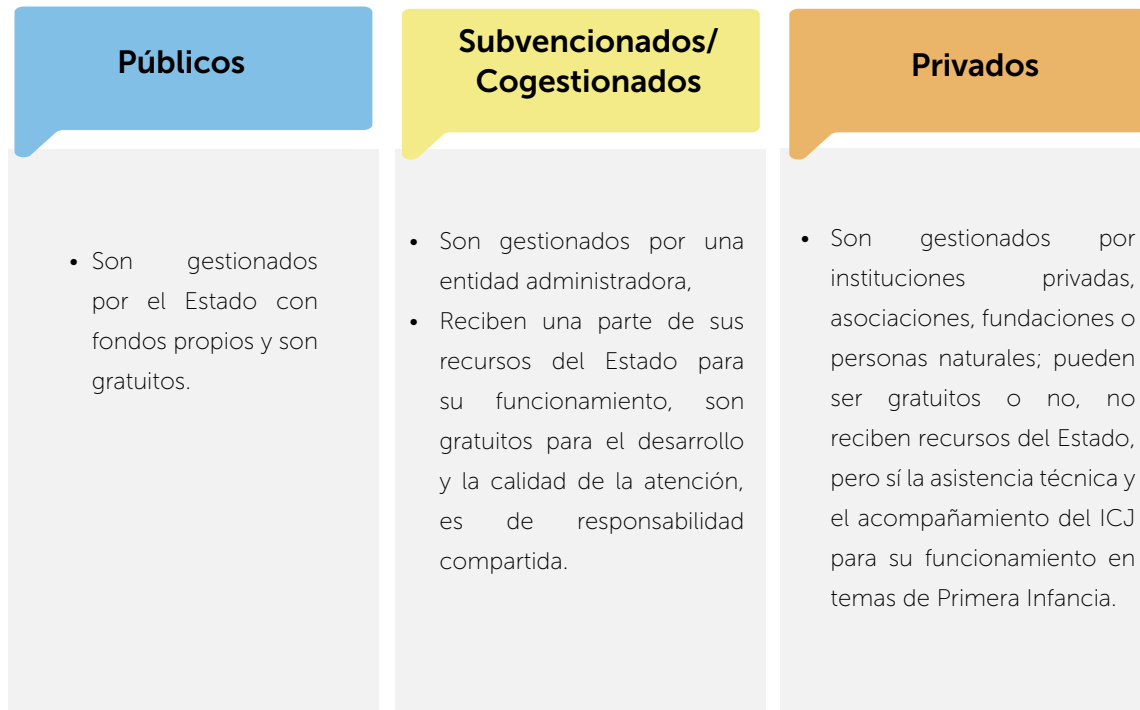 Públicos
• Son gestionados
por el Estado con
fondos propios y son
gratuitos.
Subvencionados/
Cogestionados
• Son gestionados por una
entidad administradora,
• Reciben una parte de sus
recursos del Estado para
su funcionamiento, son
gratuitos para el desarrollo
y la calidad de la atención,
es de responsabilidad
compartida.
Privados
• Son gestionados por
instituciones privadas,
asociaciones, fundaciones o
personas naturales; pueden
ser gratuitos o no, no
reciben recursos del Estado,
pero sí la asistencia técnica y
el acompañamiento del ICJ
para su funcionamiento en
temas de Primera Infancia.